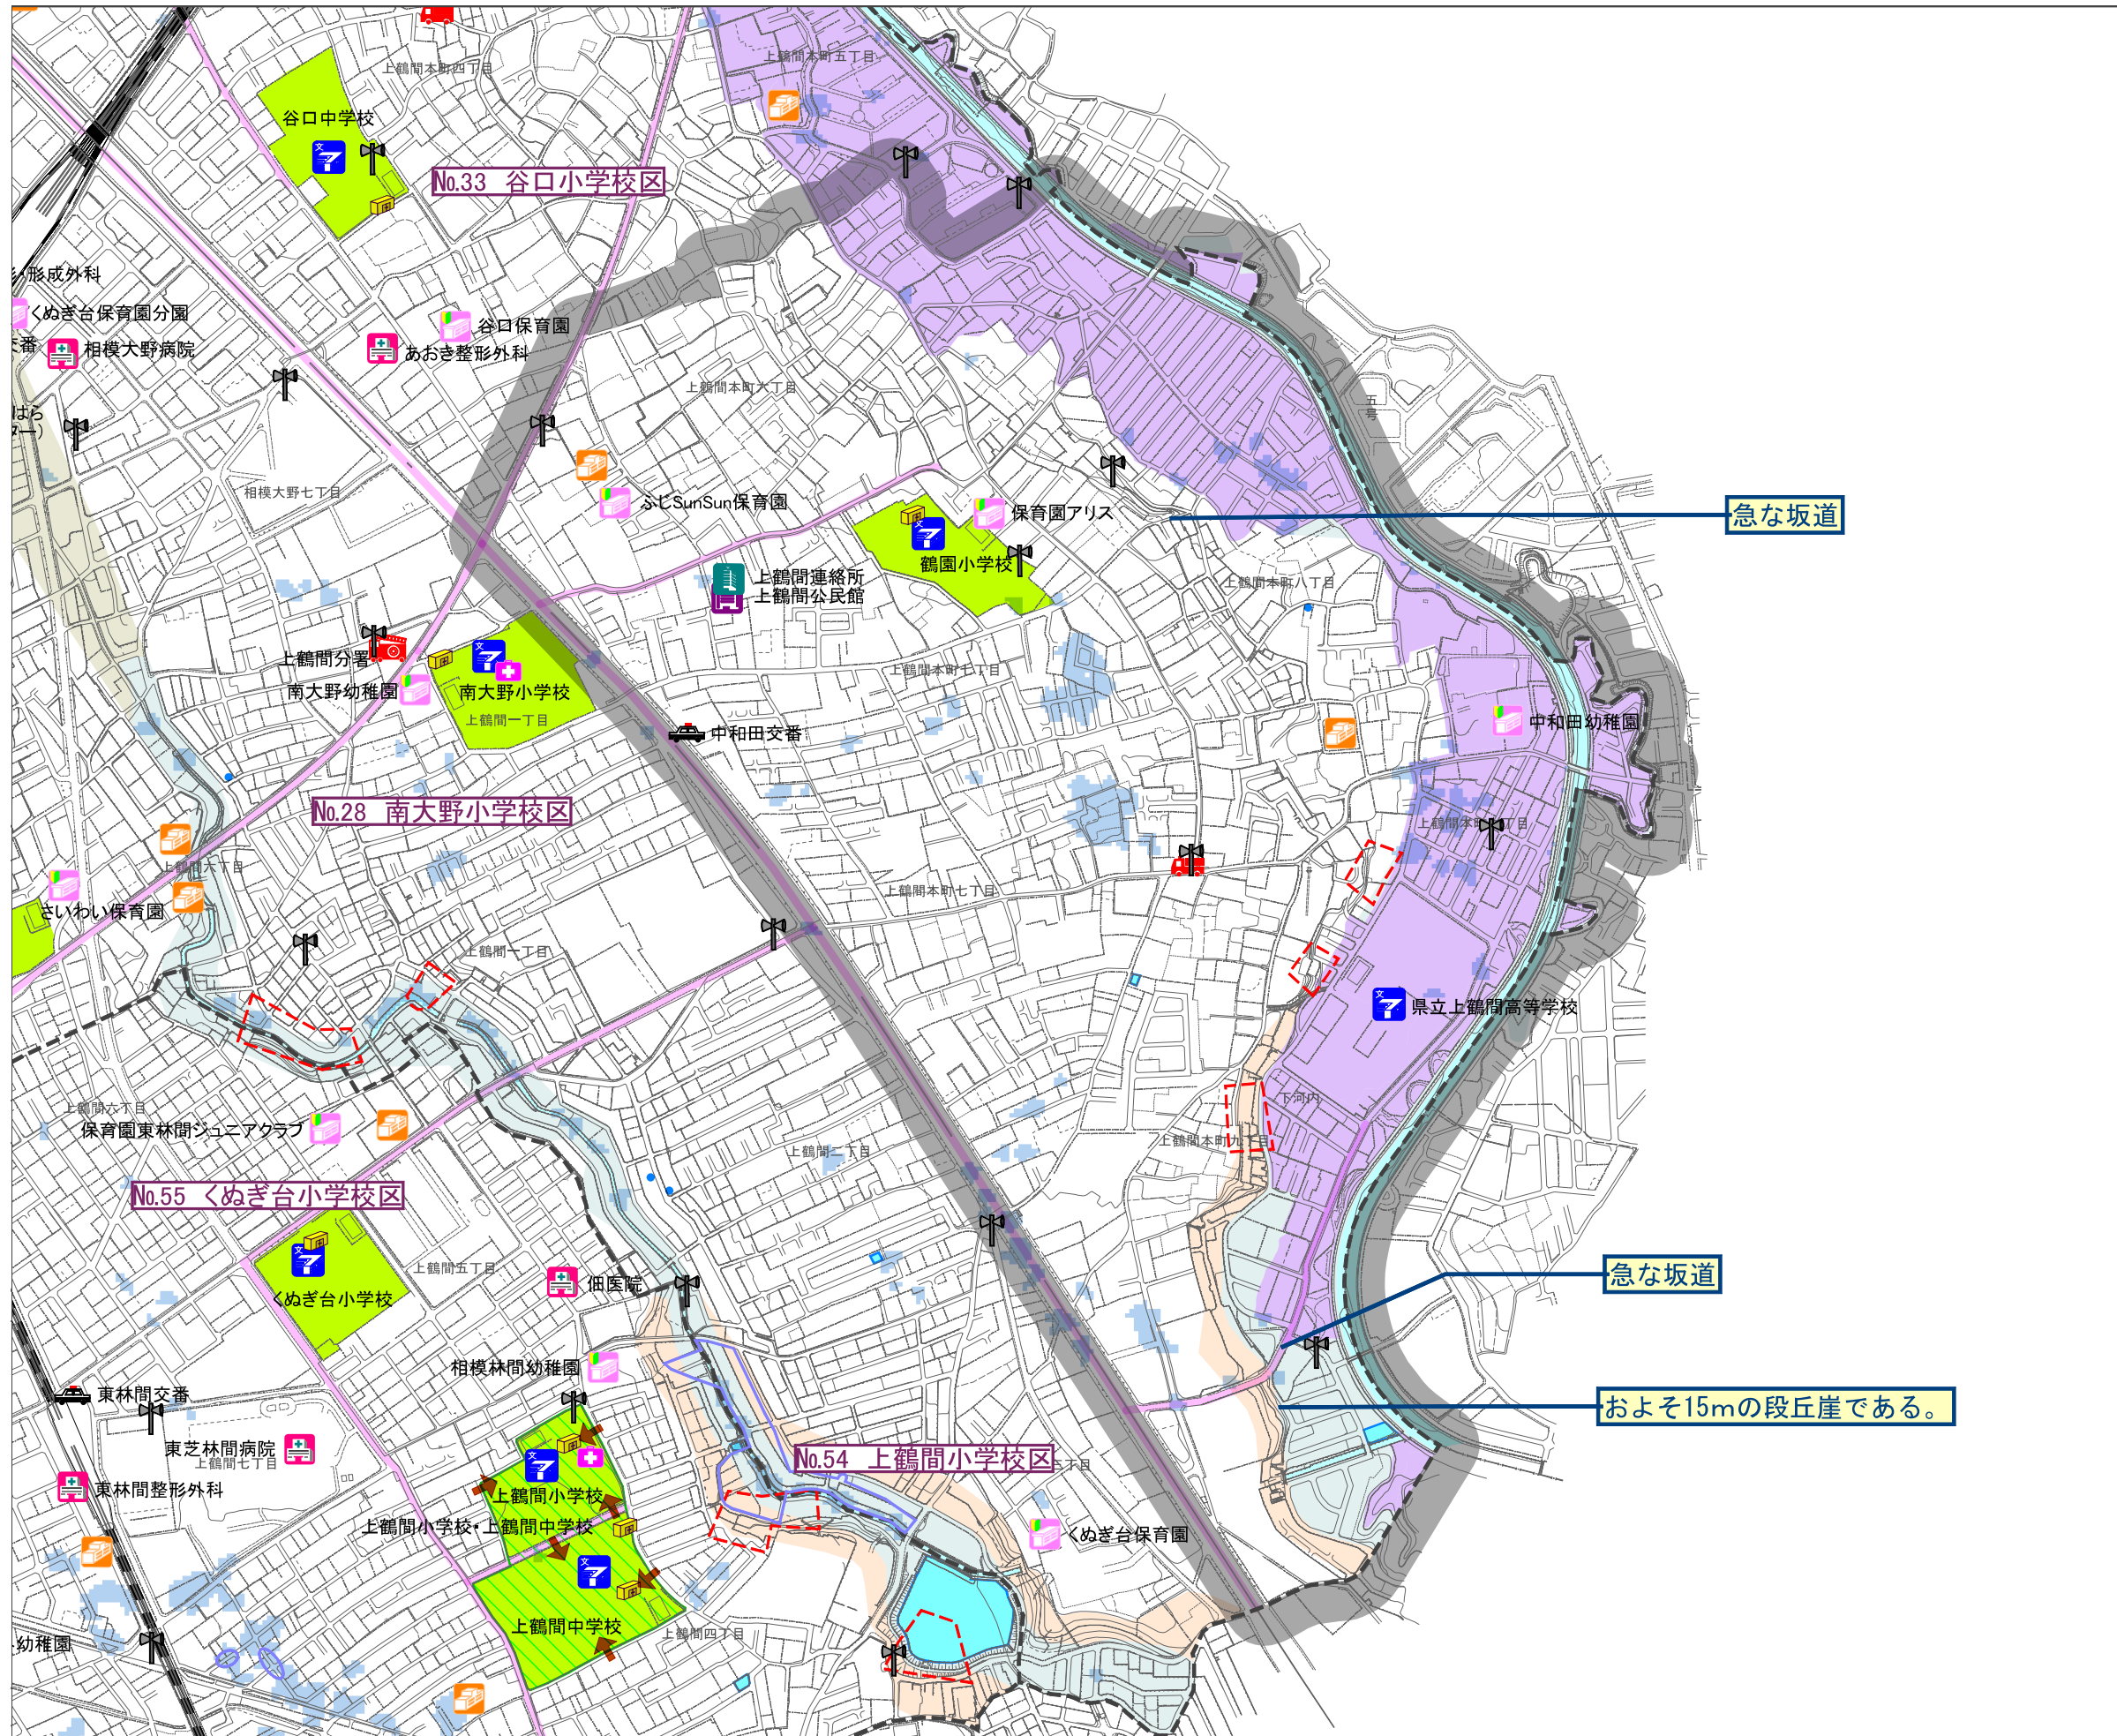 上鶴間本町五丁目
上鶴間本町四丁目
谷口中学校
№33 谷口小学校区
形成外科
くぬぎ台保育園分園
谷口保育園
相模大野病院
あおき整形外科
上鶴間本町六丁目
五号
はら
相模大野七丁目
ふじSunSun保育園
保育園アリス
急な坂道
鶴園小学校
上鶴間連絡所
上鶴間公民館
上鶴間本町八丁目
上鶴間分署
南大野幼稚園
南大野小学校
上鶴間本町七丁目
上鶴間一丁目
中和田交番
中和田幼稚園
№28 南大野小学校区
上鶴間六丁目
上鶴間本町七丁目
さいわい保育園
上鶴間一丁目
県立上鶴間高等学校
上鶴間六丁目
下河内
保育園東林間ジュニアクラブ
上鶴間二丁目
上鶴間本町九丁目
№55 くぬぎ台小学校区
上鶴間五丁目
急な坂道
佃医院
くぬぎ台小学校
相模林間幼稚園
東林間交番
およそ15mの段丘崖である。
東芝林間病院
上鶴間七丁目
№54 上鶴間小学校区
東林間整形外科
上鶴間小学校
上鶴間小学校・上鶴間中学校
くぬぎ台保育園
上鶴間中学校
上鶴間四丁目
幼稚園